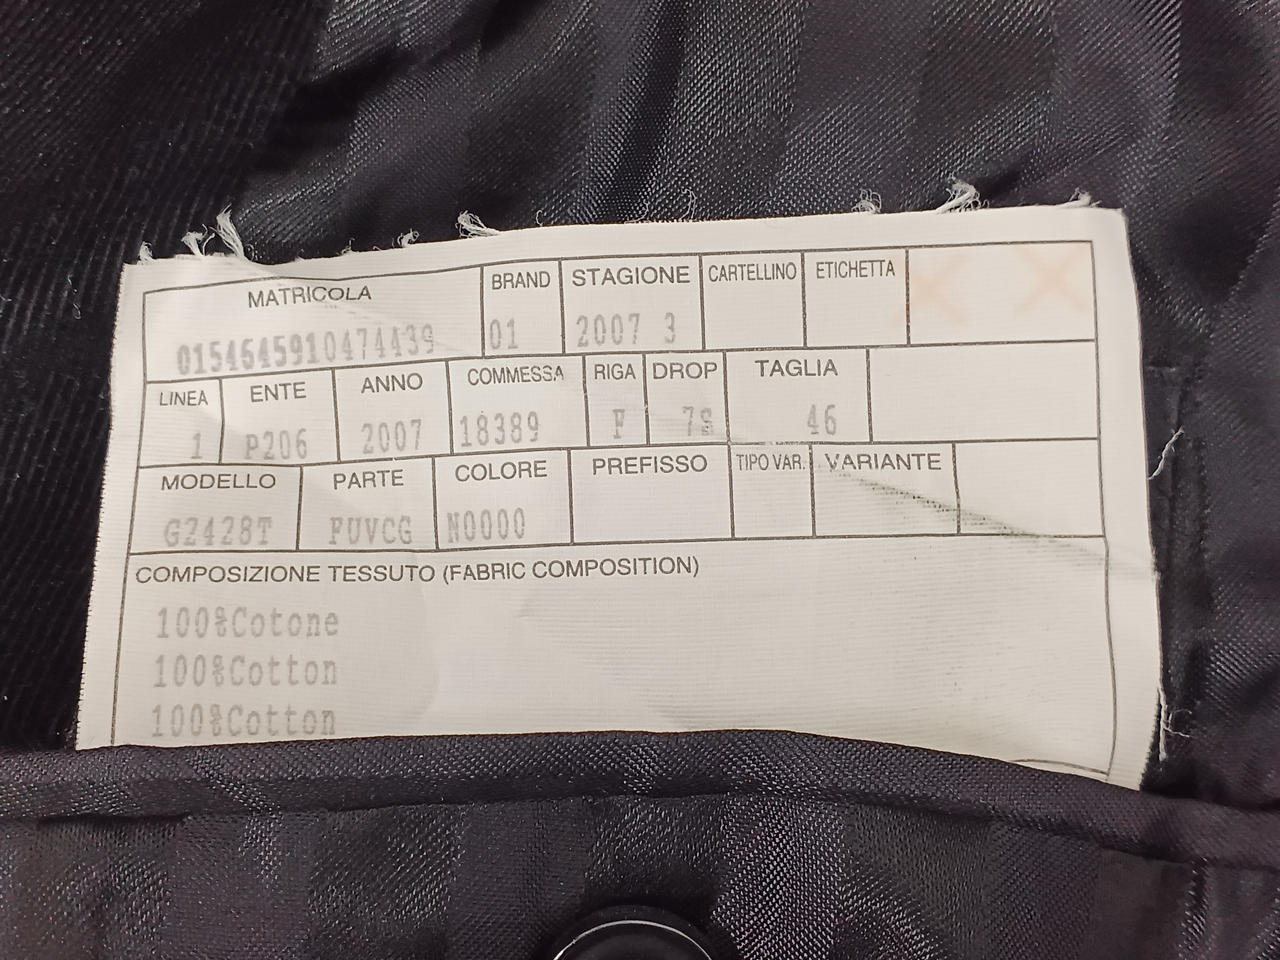 MATRICOLA BRAND STAGIONE CARTELLINO ETICHETTA
0154645910474439 01 2007 3
LINEA ENTE ANNO COMMESSA RIGA DROP TAGLIA
1 P206 2007 18389 F 7S 46
MODELLO PARTE COLORE PREFISSO TIPO VAR. VARIANTE
G2428T FUVCG N0000
COMPOSIZIONE TESSUTO (FABRIC COMPOSITION)
100%Cotone
100%Cotton
100%Cotton